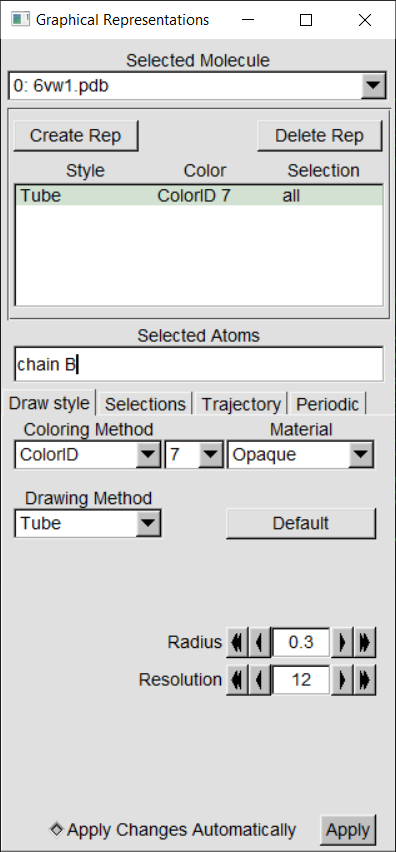 Graphical Representations
Selected Molecule
0: 6vw1.pdb
Create Rep Delete Rep
Style Color Selection
Tube ColorID 7 all
Selected Atoms
chain B
Draw style Selections Trajectory Periodic
Coloring Method Material
ColorID 7 Opaque
Drawing Method
Tube Default
Radius 0.3
Resolution 12
Apply Changes Automatically Apply